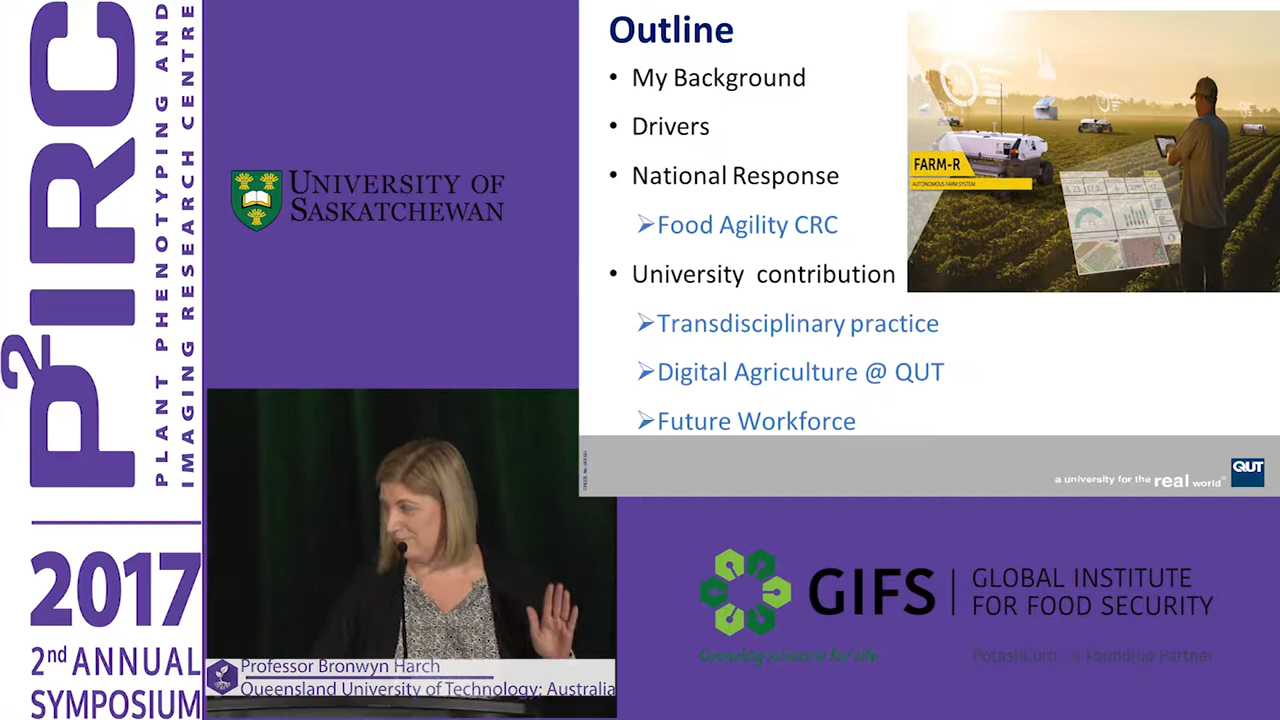 P²IRC
PLANT PHENOTYPING AND
IMAGING RESEARCH CENTRE
2017
2nd ANNUAL
SYMPOSIUM
UNIVERSITY OF
SASKATCHEWAN
Outline
• My Background
• Drivers
• National Response
➢Food Agility CRC
• University contribution
➢Transdisciplinary practice
➢Digital Agriculture @ QUT
➢Future Workforce
FARM-R
AUTONOMOUS FARM SYSTEM
a university for the real world
QUT
Professor Bronwyn Harch
Queensland University of Technology; Australia
GIFS
GLOBAL INSTITUTE
FOR FOOD SECURITY
Growing science for life
PotashCorp - a Founding Partner